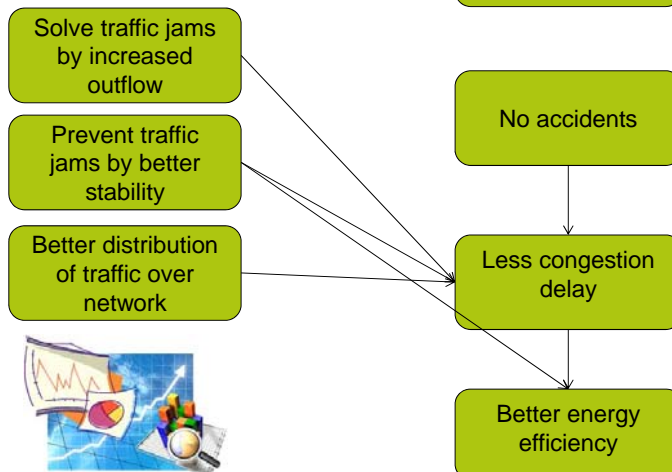 Solve traffic jams
by increased
outflow
Prevent traffic
jams by better
stability
Better distribution
of traffic over
network
No accidents
Less congestion
delay
Better energy
efficiency